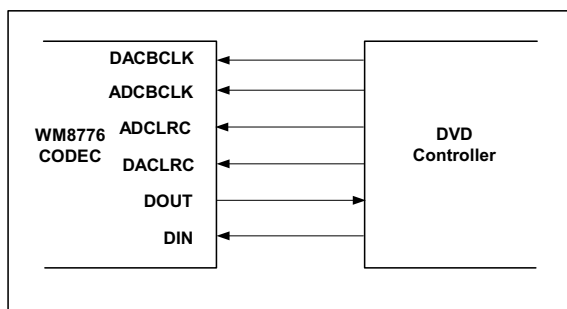 DACBCLK
ADCBCLK
WM8776
CODEC
ADCLRC
DACLRC
DOUT
DIN
DVD
Controller